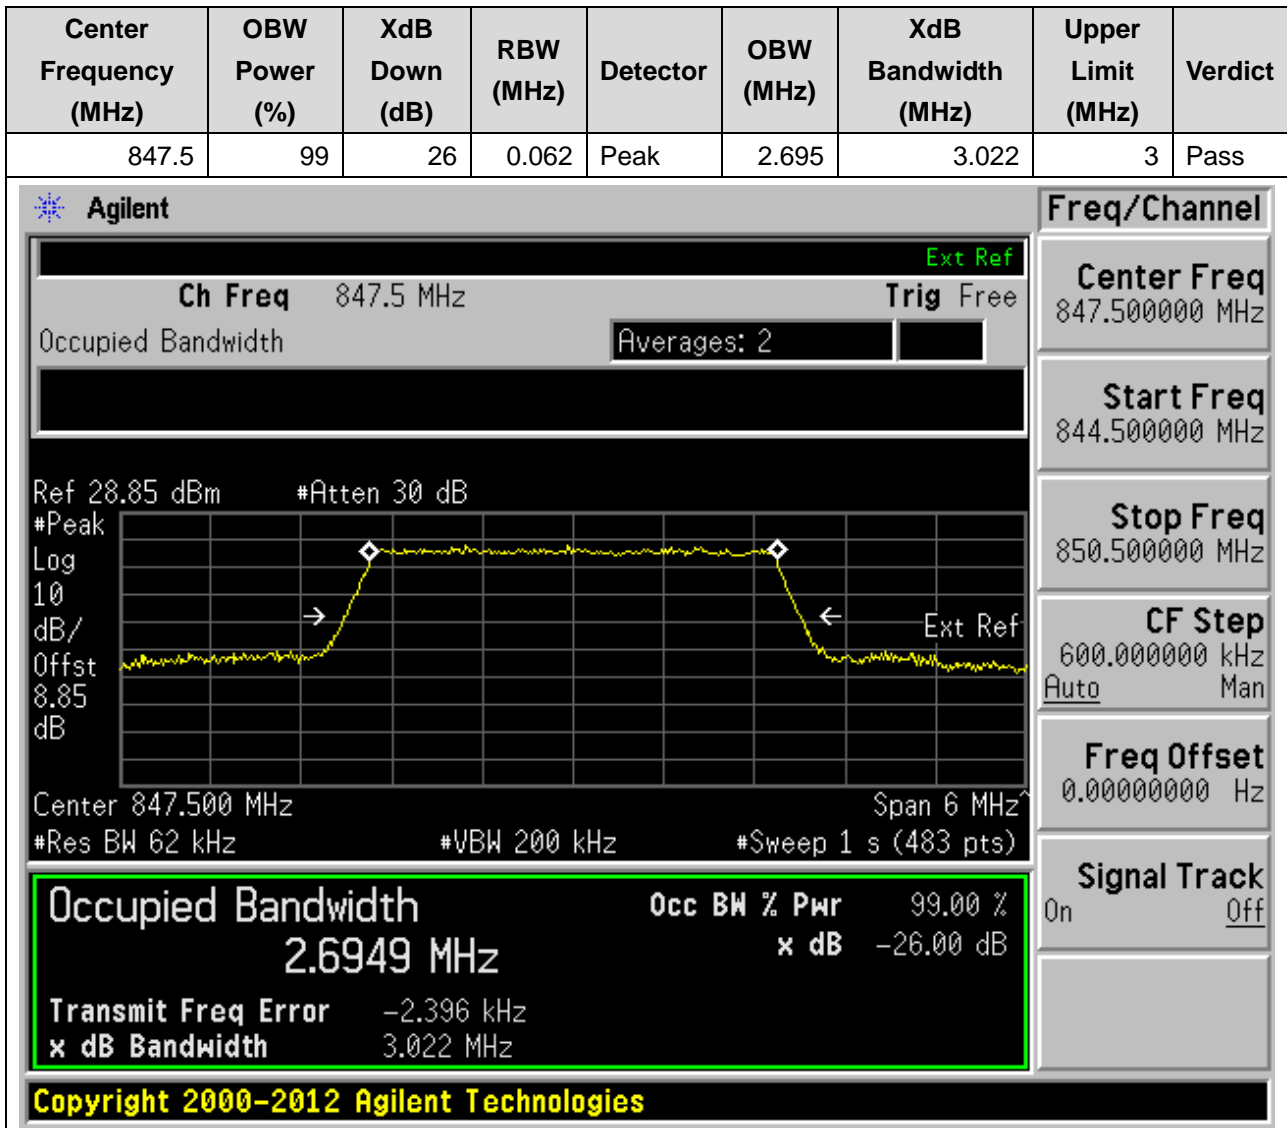 Center Frequency (MHz) OBW Power (%) XdB Down (dB) RBW (MHz) Detector OBW (MHz) XdB Bandwidth (MHz) Upper Limit (MHz) Verdict
847.5 99 26 0.062 Peak 2.695 3.022 3 Pass
Agilent
Freq/Channel
Ext Ref
Ch Freq 847.5 MHz Trig Free
Occupied Bandwidth Averages: 2
Center Freq
847.500000 MHz
Start Freq
844.500000 MHz
Stop Freq
850.500000 MHz
CF Step
600.000000 kHz
Auto Man
Freq Offset
0.00000000 Hz
Signal Track
On Off
Ref 28.85 dBm #Atten 30 dB
#Peak
Log
10
dB/
Offst
8.85
dB
Ext Ref
Center 847.500 MHz Span 6 MHz^
#Res BW 62 kHz #VBW 200 kHz #Sweep 1 s (483 pts)
Occupied Bandwidth Occ BW % Pwr 99.00 %
2.6949 MHz x dB -26.00 dB
Transmit Freq Error -2.396 kHz
x dB Bandwidth 3.022 MHz
Copyright 2000-2012 Agilent Technologies